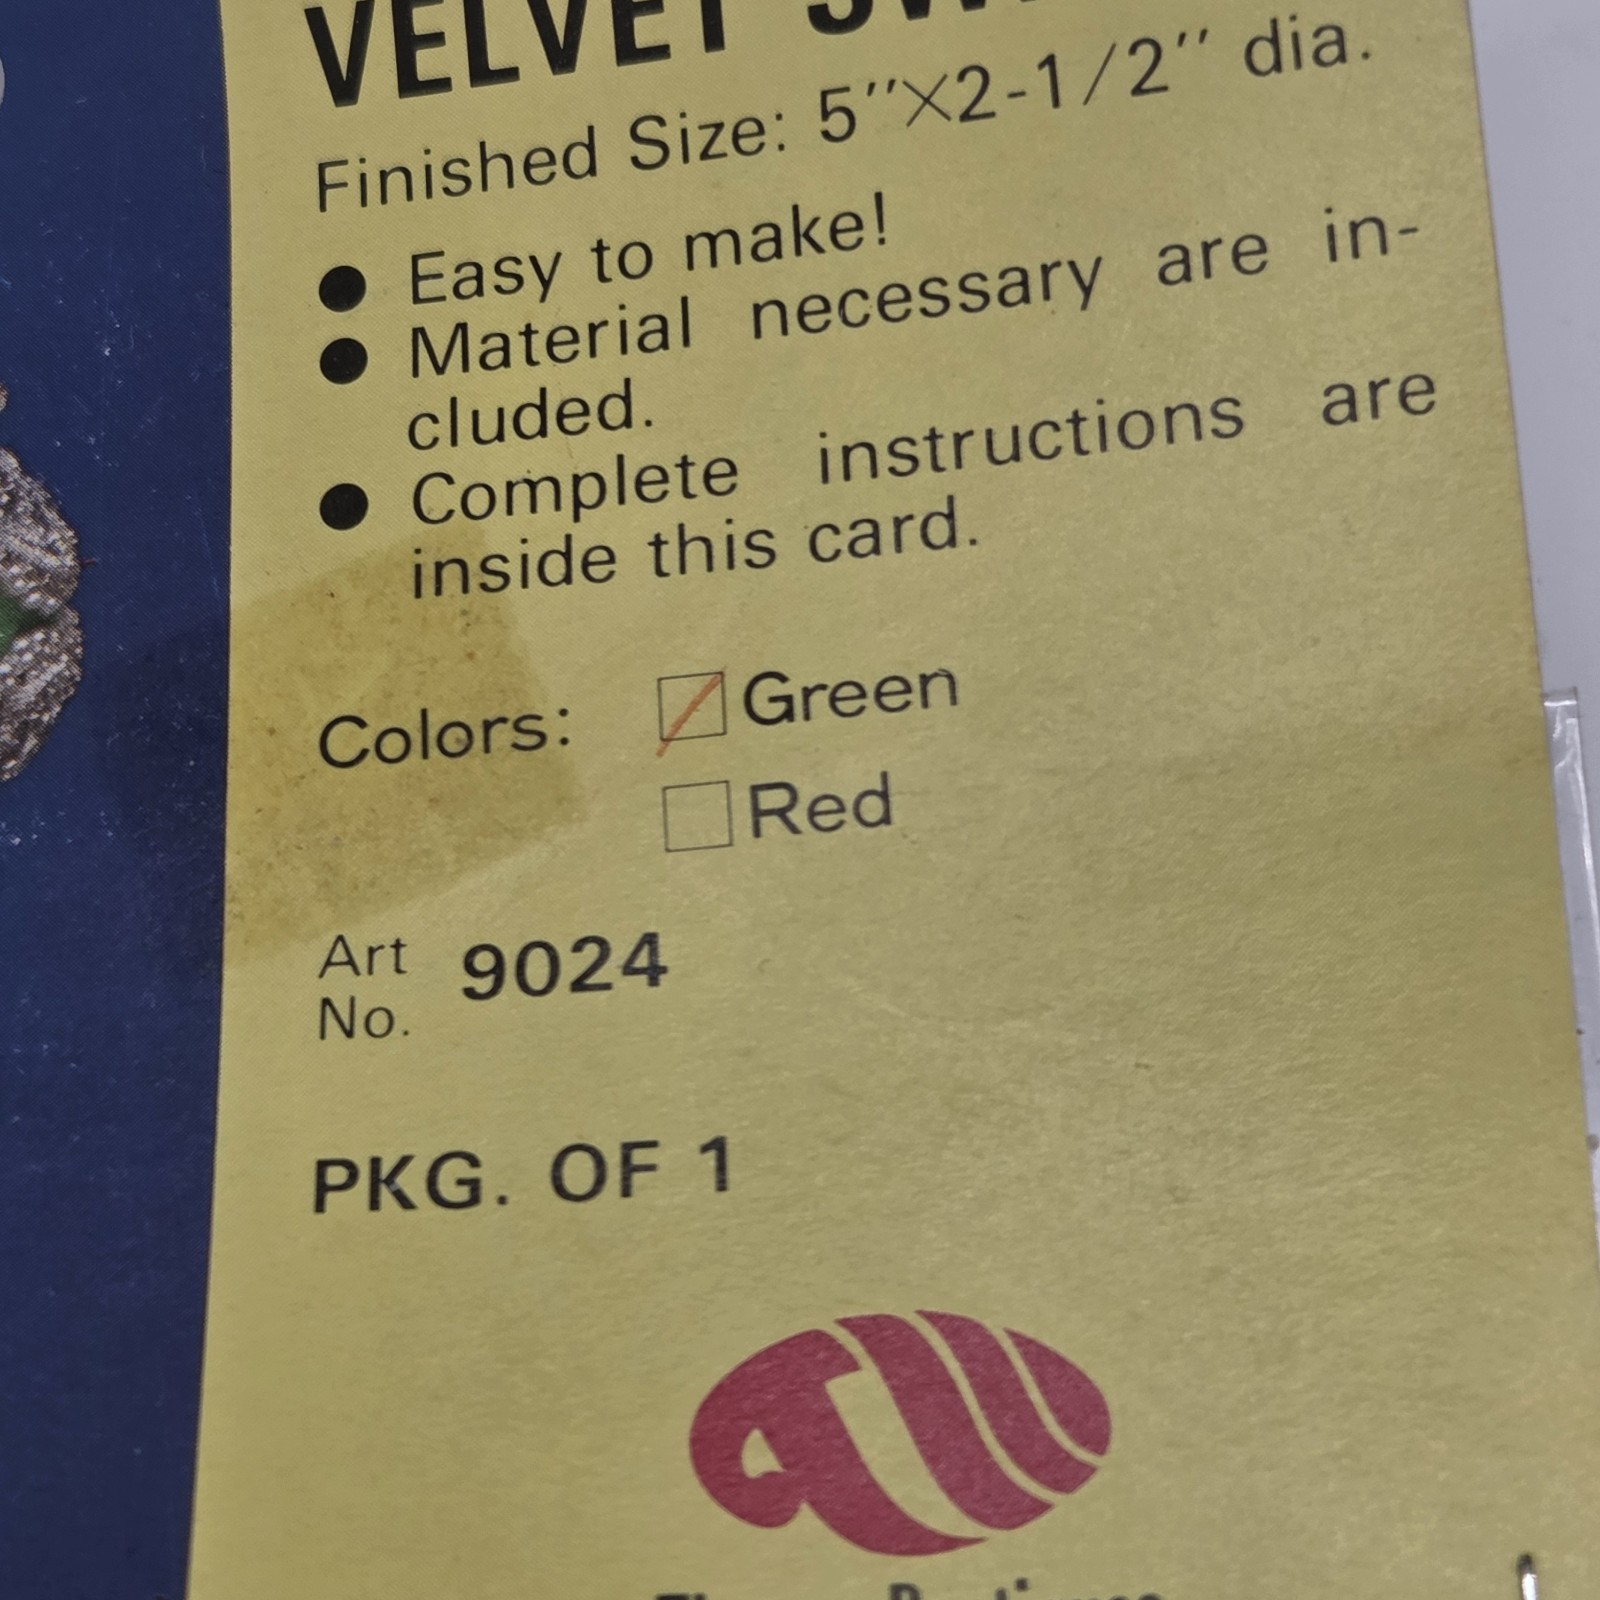 VELVET
Finished Size: 5"X2-1/2" dia.
● Easy to make!
● Material necessary are in-
cluded.
● Complete instructions are
inside this card.
Colors: Green
Red
Art
No. 9024
PKG. OF 1